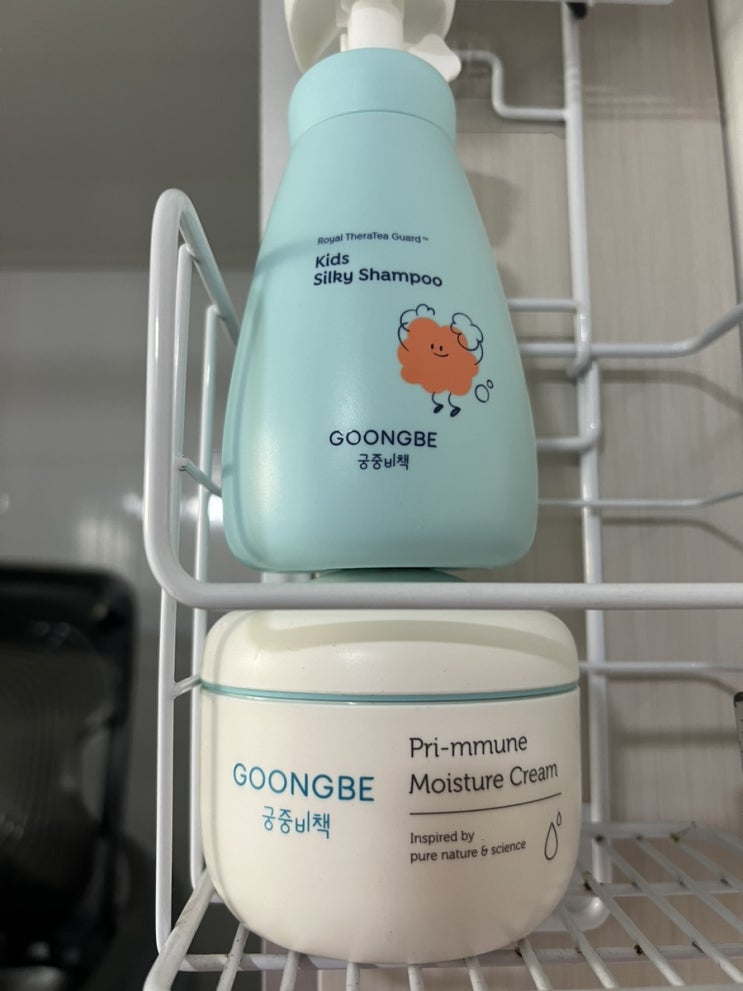 Royal TheraTea Guard™
Kids
Silky Shampoo
GOONGBE
궁중비책
GOONGBE
궁중비책
Pri-mmune
Moisture Cream
Inspired by
pure nature & science